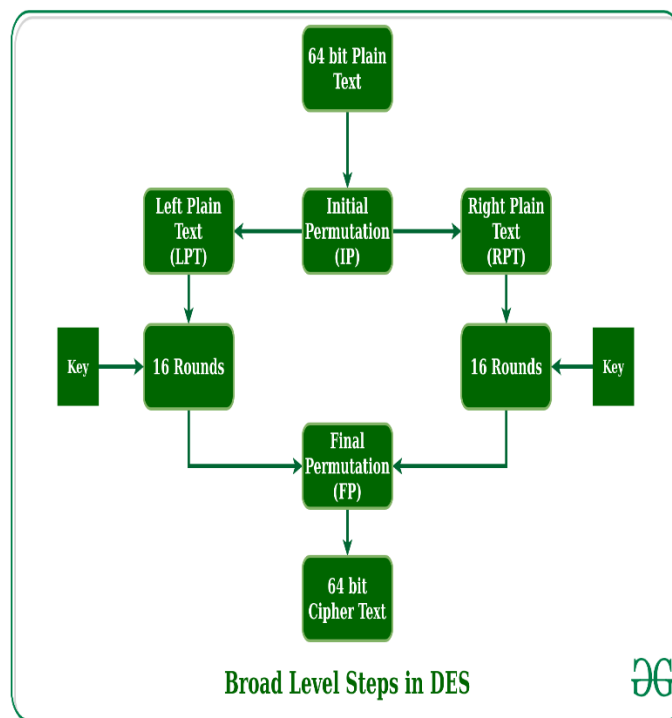 64 bit Plain
Text
Left Plain
Text
(LPT)
Initial
Permutation
(IP)
Right Plain
Text
(RPT)
Key
16 Rounds
16 Rounds
Key
Final
Permutation
(FP)
64 bit
Cipher Text
Broad Level Steps in DES